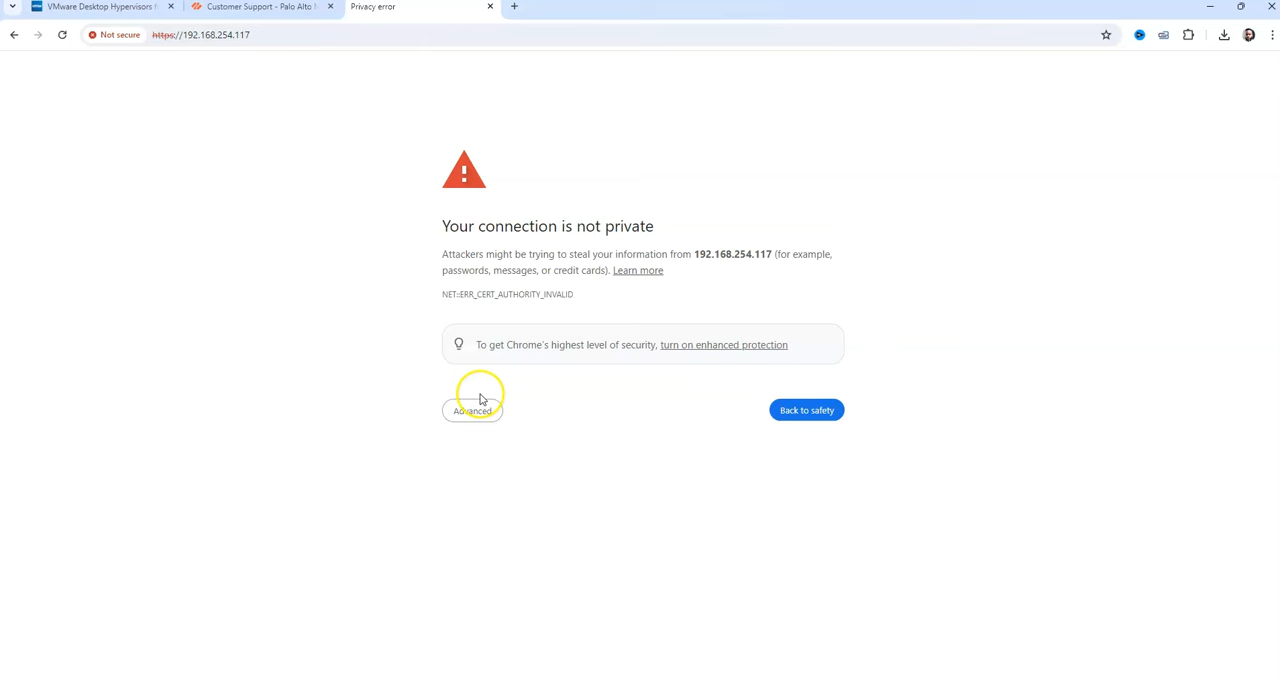 VMware Desktop Hypervisors f
Customer Support - Palo Alto N
Privacy error
Not secure
https://192.168.254.117
Your connection is not private
Attackers might be trying to steal your information from 192.168.254.117 (for example,
passwords, messages, or credit cards). Learn more
NET::ERR_CERT_AUTHORITY_INVALID
To get Chrome's highest level of security, turn on enhanced protection
Advanced
Back to safety